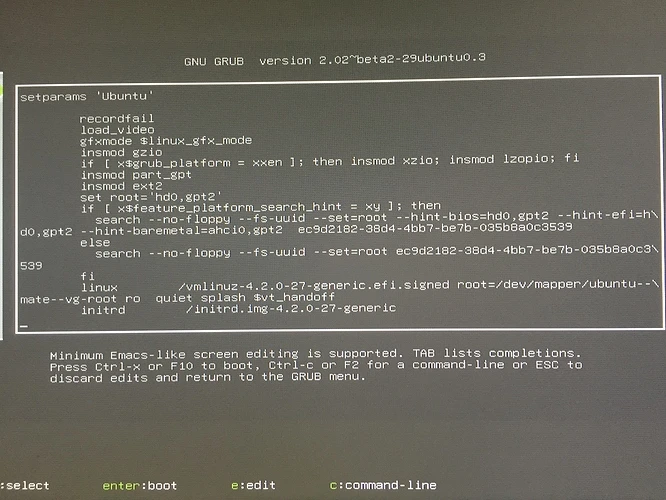 GNU GRUB  version 2.02~beta2-29ubuntu0.3
setparams 'Ubuntu'
recordfail
load_video
gfxmode $linux_gfx_mode
insmod gzio
if [ x$grub_platform = xxen ]; then insmod xzio; insmod lzopio; fi
insmod part_gpt
insmod ext2
set root='hd0,gpt2'
if [ x$feature_platform_search_hint = xy ]; then
search --no-floppy --fs-uuid --set=root --hint-bios=hd0,gpt2 --hint-efi=h\
d0,gpt2 --hint-baremetal=ahci0,gpt2  ec9d2182-38d4-4bb7-be7b-035b8a0c3539
else
search --no-floppy --fs-uuid --set=root ec9d2182-38d4-4bb7-be7b-035b8a0c3\
539
fi
linux        /vmlinuz-4.2.0-27-generic.efi.signed root=/dev/mapper/ubuntu--\
mate--vg-root ro  quiet splash $vt_handoff
initrd        /initrd.img-4.2.0-27-generic
Minimum Emacs-like screen editing is supported. TAB lists completions.
Press Ctrl-x or F10 to boot, Ctrl-c or F2 for a command-line or ESC to
discard edits and return to the GRUB menu.
:select enter:boot e:edit c:command-line